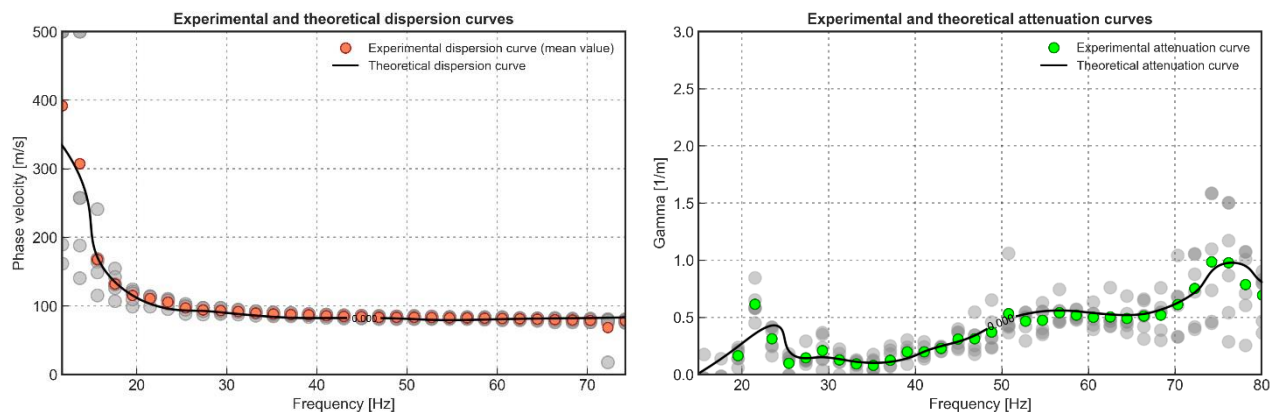 Experimental and theoretical dispersion curves
500
400
300
200
100
0
Phase velocity [m/s]
Experimental dispersion curve (mean value)
Theoretical dispersion curve
0.000
20
30
40
50
60
70
Frequency [Hz]
Experimental and theoretical attenuation curves
3.0
2.5
2.0
1.5
1.0
0.5
0.0
Gamma [1/m]
Experimental attenuation curve
Theoretical attenuation curve
0.000
20
30
40
50
60
70
80
Frequency [Hz]